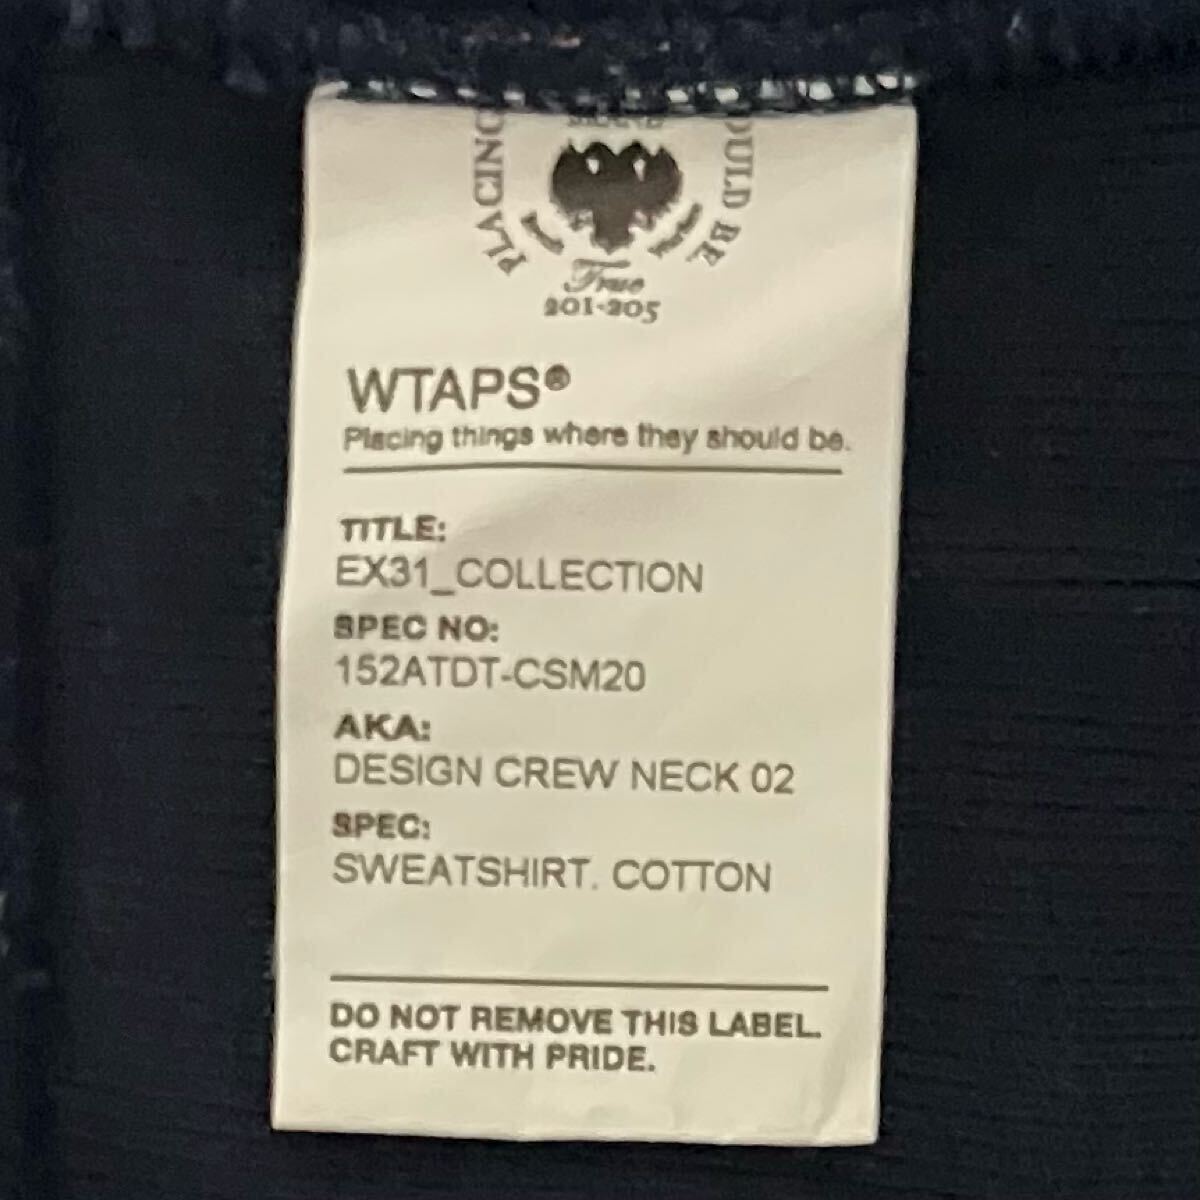 PLACING
OULD BE
True
201-205
WTAPS®
Placing things where they should be.
TITLE:
EX31_COLLECTION
SPEC NO:
152ATDT-CSM20
AKA:
DESIGN CREW NECK 02
SPEC:
SWEATSHIRT. COTTON
DO NOT REMOVE THIS LABEL.
CRAFT WITH PRIDE.